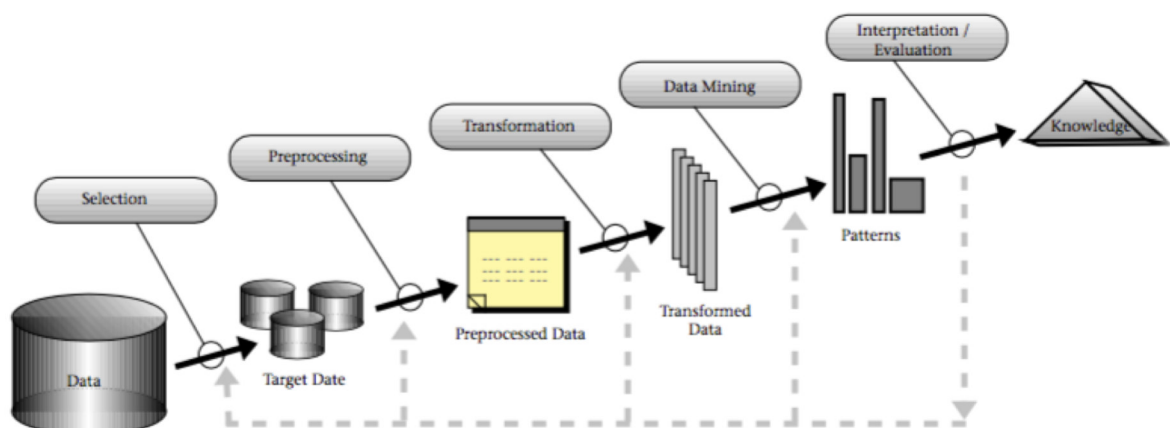 Interpretation /
Evaluation
Data Mining
Knowledge
Transformation
Preprocessing
Selection
Patterns
Transformed
Data
Preprocessed Data
Target Date
Data